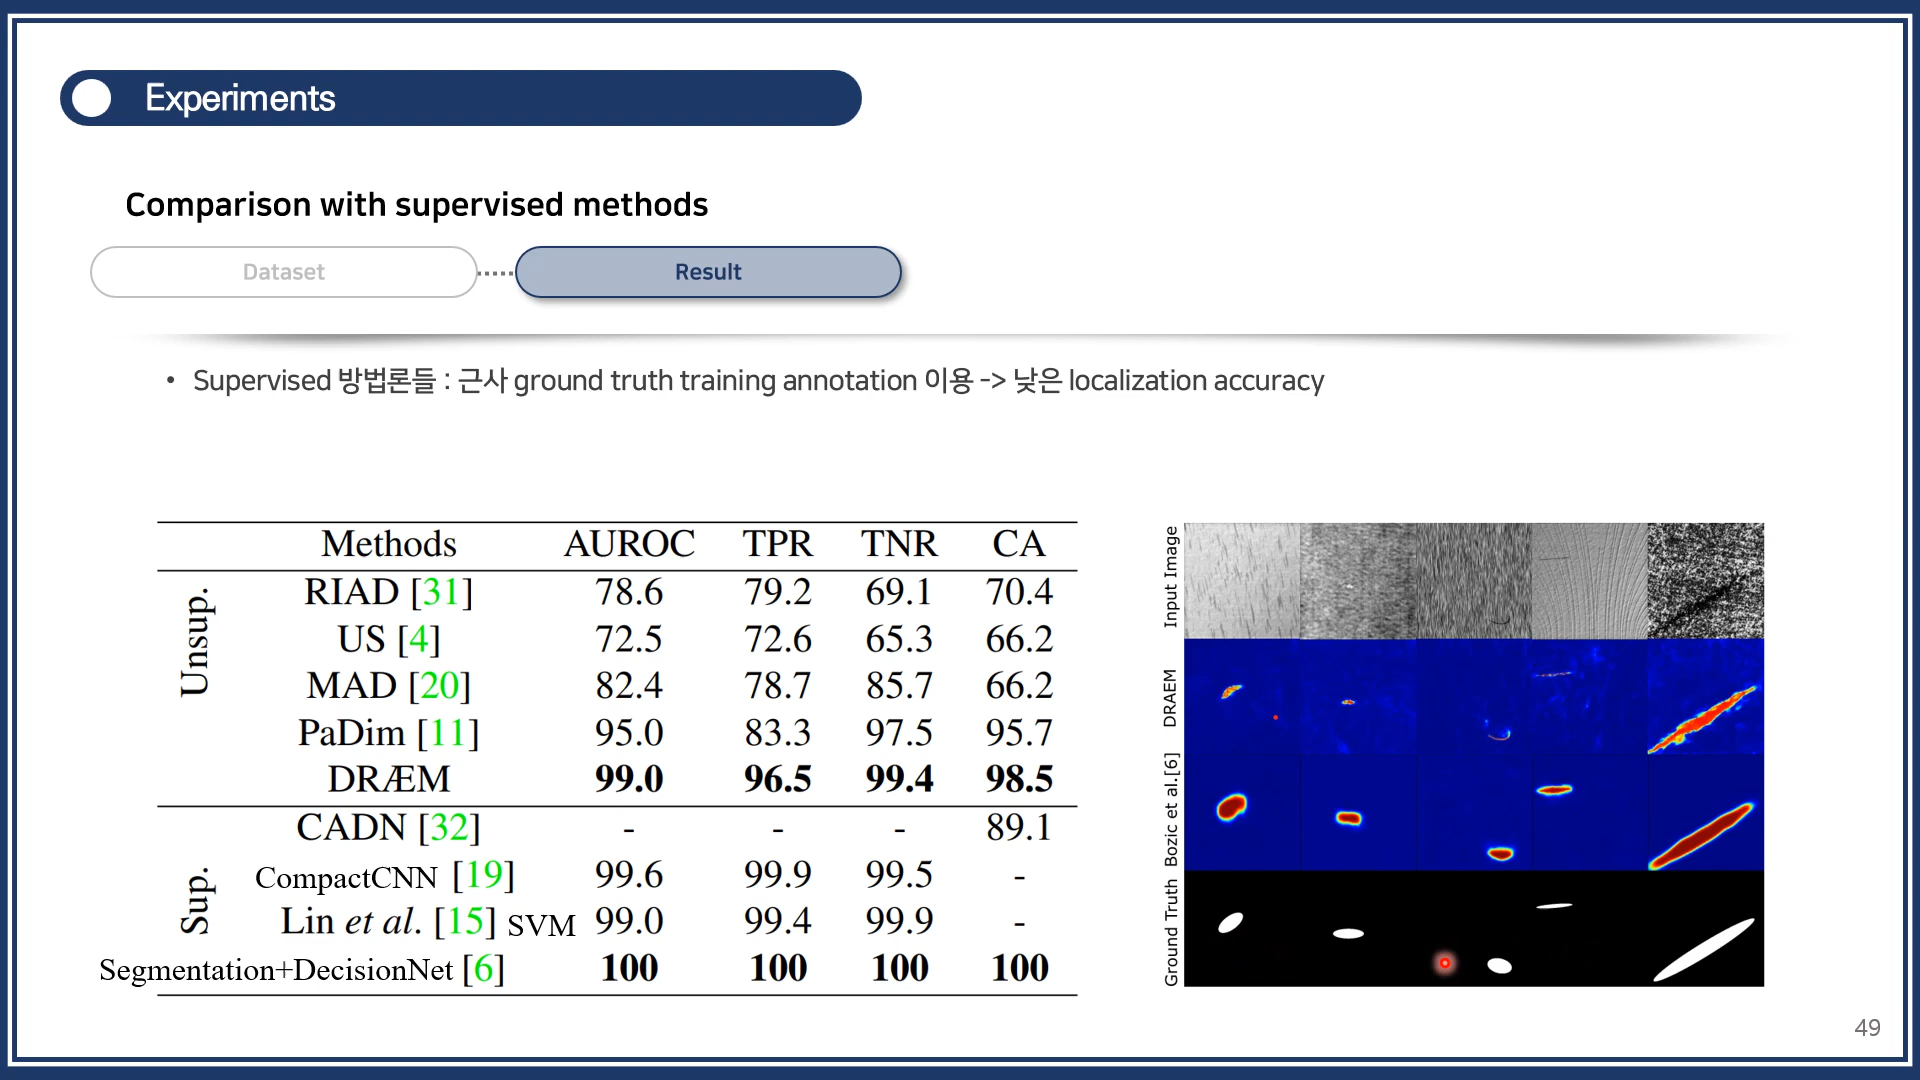 Experiments
Comparison with supervised methods
Dataset
Result
• Supervised 방법론들 : 근사 ground truth training annotation 이용 -> 낮은 localization accuracy
Methods AUROC TPR TNR CA
Unsup.
RIAD [31] 78.6 79.2 69.1 70.4
US [4] 72.5 72.6 65.3 66.2
MAD [20] 82.4 78.7 85.7 66.2
PaDim [11] 95.0 83.3 97.5 95.7
DRÆM 99.0 96.5 99.4 98.5
Sup.
CADN [32] - - - 89.1
CompactCNN [19] 99.6 99.9 99.5 -
Lin et al. [15] SVM 99.0 99.4 99.9 -
Segmentation+DecisionNet [6] 100 100 100 100
Input Image
DRAEM
Bozic et al.[6]
Ground Truth
49